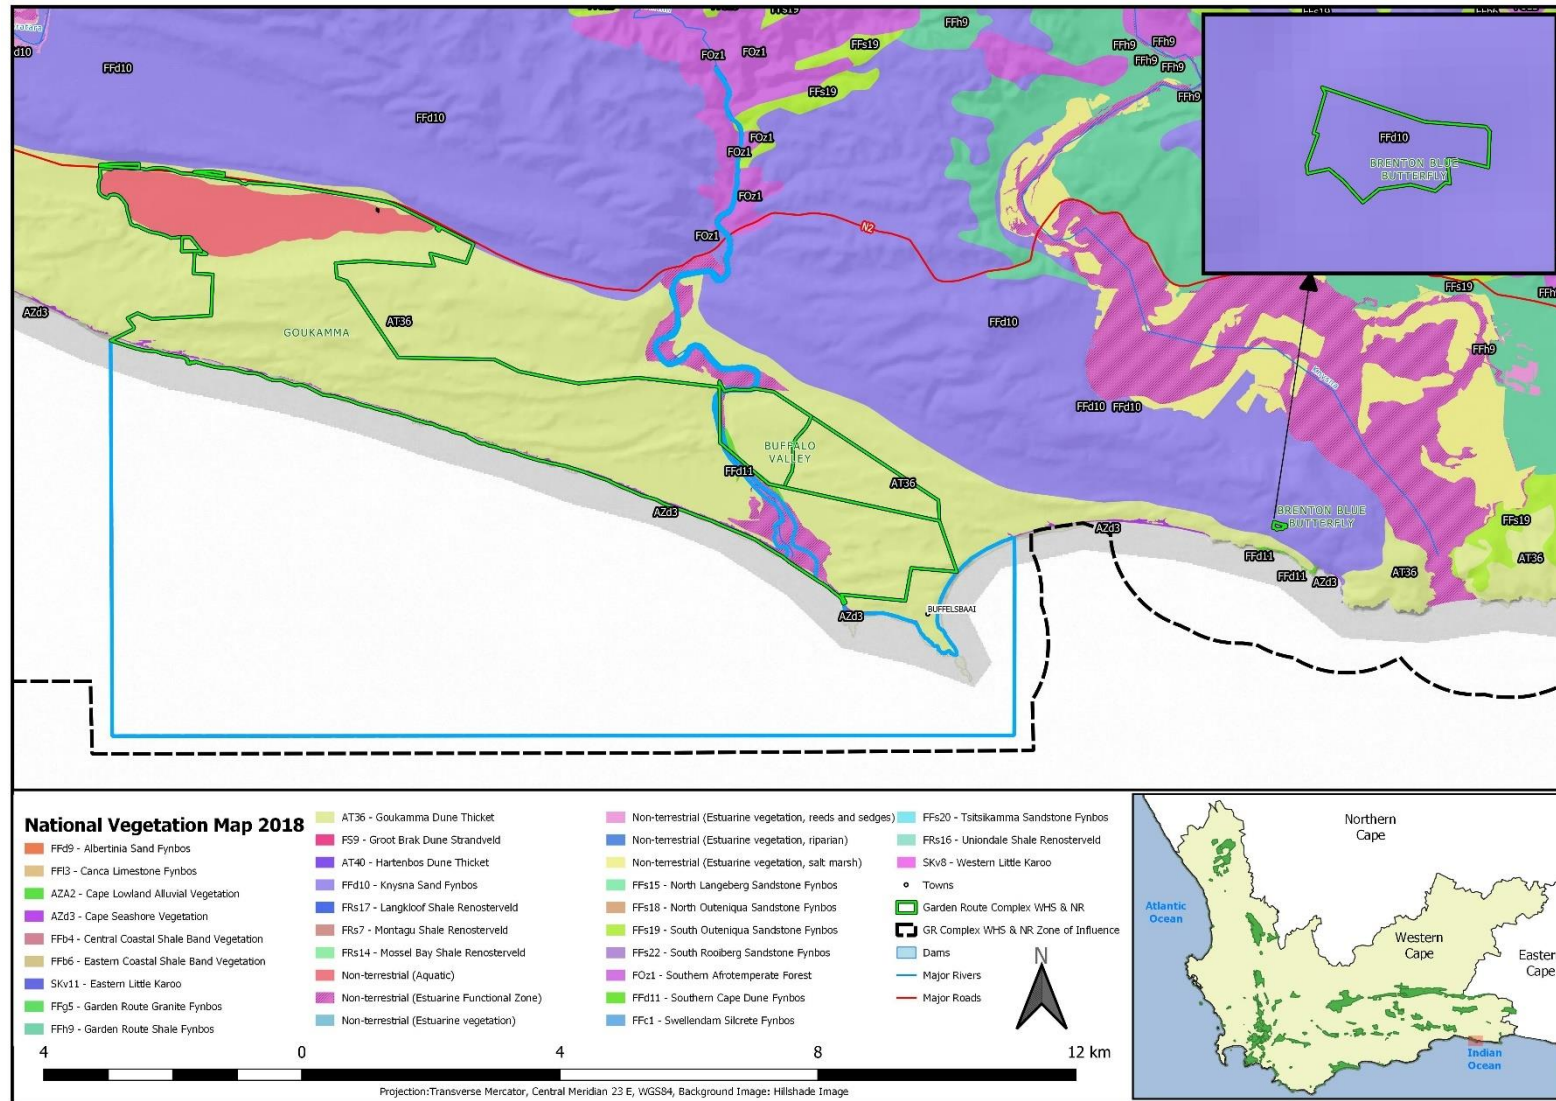 FFs19
FFh9
FFd10
FOz1
FOz1
FFs19
FFh9
FFh9
FFh9
FFh9
FFd10
FFs19
FFh9
FFd10
FOz1
FFd10
FOz1
BRENTON BLUE
BUTTERFLY
FOz1
FOz1
N2
FFs19
AZd3
AT36
FFd10
GOUKAMMA
FFh9
Knysna
FFd10
FFd10
BUFFALO
VALLEY
FFd11
AT36
AZd3
BRENTON BLUE
BUTTERFLY
FFs19
AZd3
FFd11
AT36
FFd11
AZd3
AT36
BUFFELSBAAI
AZd3
National Vegetation Map 2018
FFd9 - Albertinia Sand Fynbos
FFl3 - Canca Limestone Fynbos
AZA2 - Cape Lowland Alluvial Vegetation
AZd3 - Cape Seashore Vegetation
FFb4 - Central Coastal Shale Band Vegetation
FFb6 - Eastern Coastal Shale Band Vegetation
SKv11 - Eastern Little Karoo
FFg5 - Garden Route Granite Fynbos
FFh9 - Garden Route Shale Fynbos
AT36 - Goukamma Dune Thicket
FS9 - Groot Brak Dune Strandveld
AT40 - Hartenbos Dune Thicket
FFd10 - Knysna Sand Fynbos
FRs17 - Langkloof Shale Renosterveld
FRs7 - Montagu Shale Renosterveld
FRs14 - Mossel Bay Shale Renosterveld
Non-terrestrial (Aquatic)
Non-terrestrial (Estuarine Functional Zone)
Non-terrestrial (Estuarine vegetation)
Non-terrestrial (Estuarine vegetation, reeds and sedges)
Non-terrestrial (Estuarine vegetation, riparian)
Non-terrestrial (Estuarine vegetation, salt marsh)
FFs15 - North Langeberg Sandstone Fynbos
FFs18 - North Outeniqua Sandstone Fynbos
FFs19 - South Outeniqua Sandstone Fynbos
FFs22 - South Rooiberg Sandstone Fynbos
FOz1 - Southern Afrotemperate Forest
FFd11 - Southern Cape Dune Fynbos
FFc1 - Swellendam Silcrete Fynbos
FFs20 - Tsitsikamma Sandstone Fynbos
FRs16 - Uniondale Shale Renosterveld
SKv8 - Western Little Karoo
Towns
Garden Route Complex WHS & NR
GR Complex WHS & NR Zone of Influence
Dams
Major Rivers
Major Roads
N
Northern
Cape
Atlantic
Ocean
Western
Cape
Eastern
Cape
Indian
Ocean
4 0 4 8 12 km
Projection:Transverse Mercator, Central Meridian 23 E, WGS84, Background Image: Hillshade Image